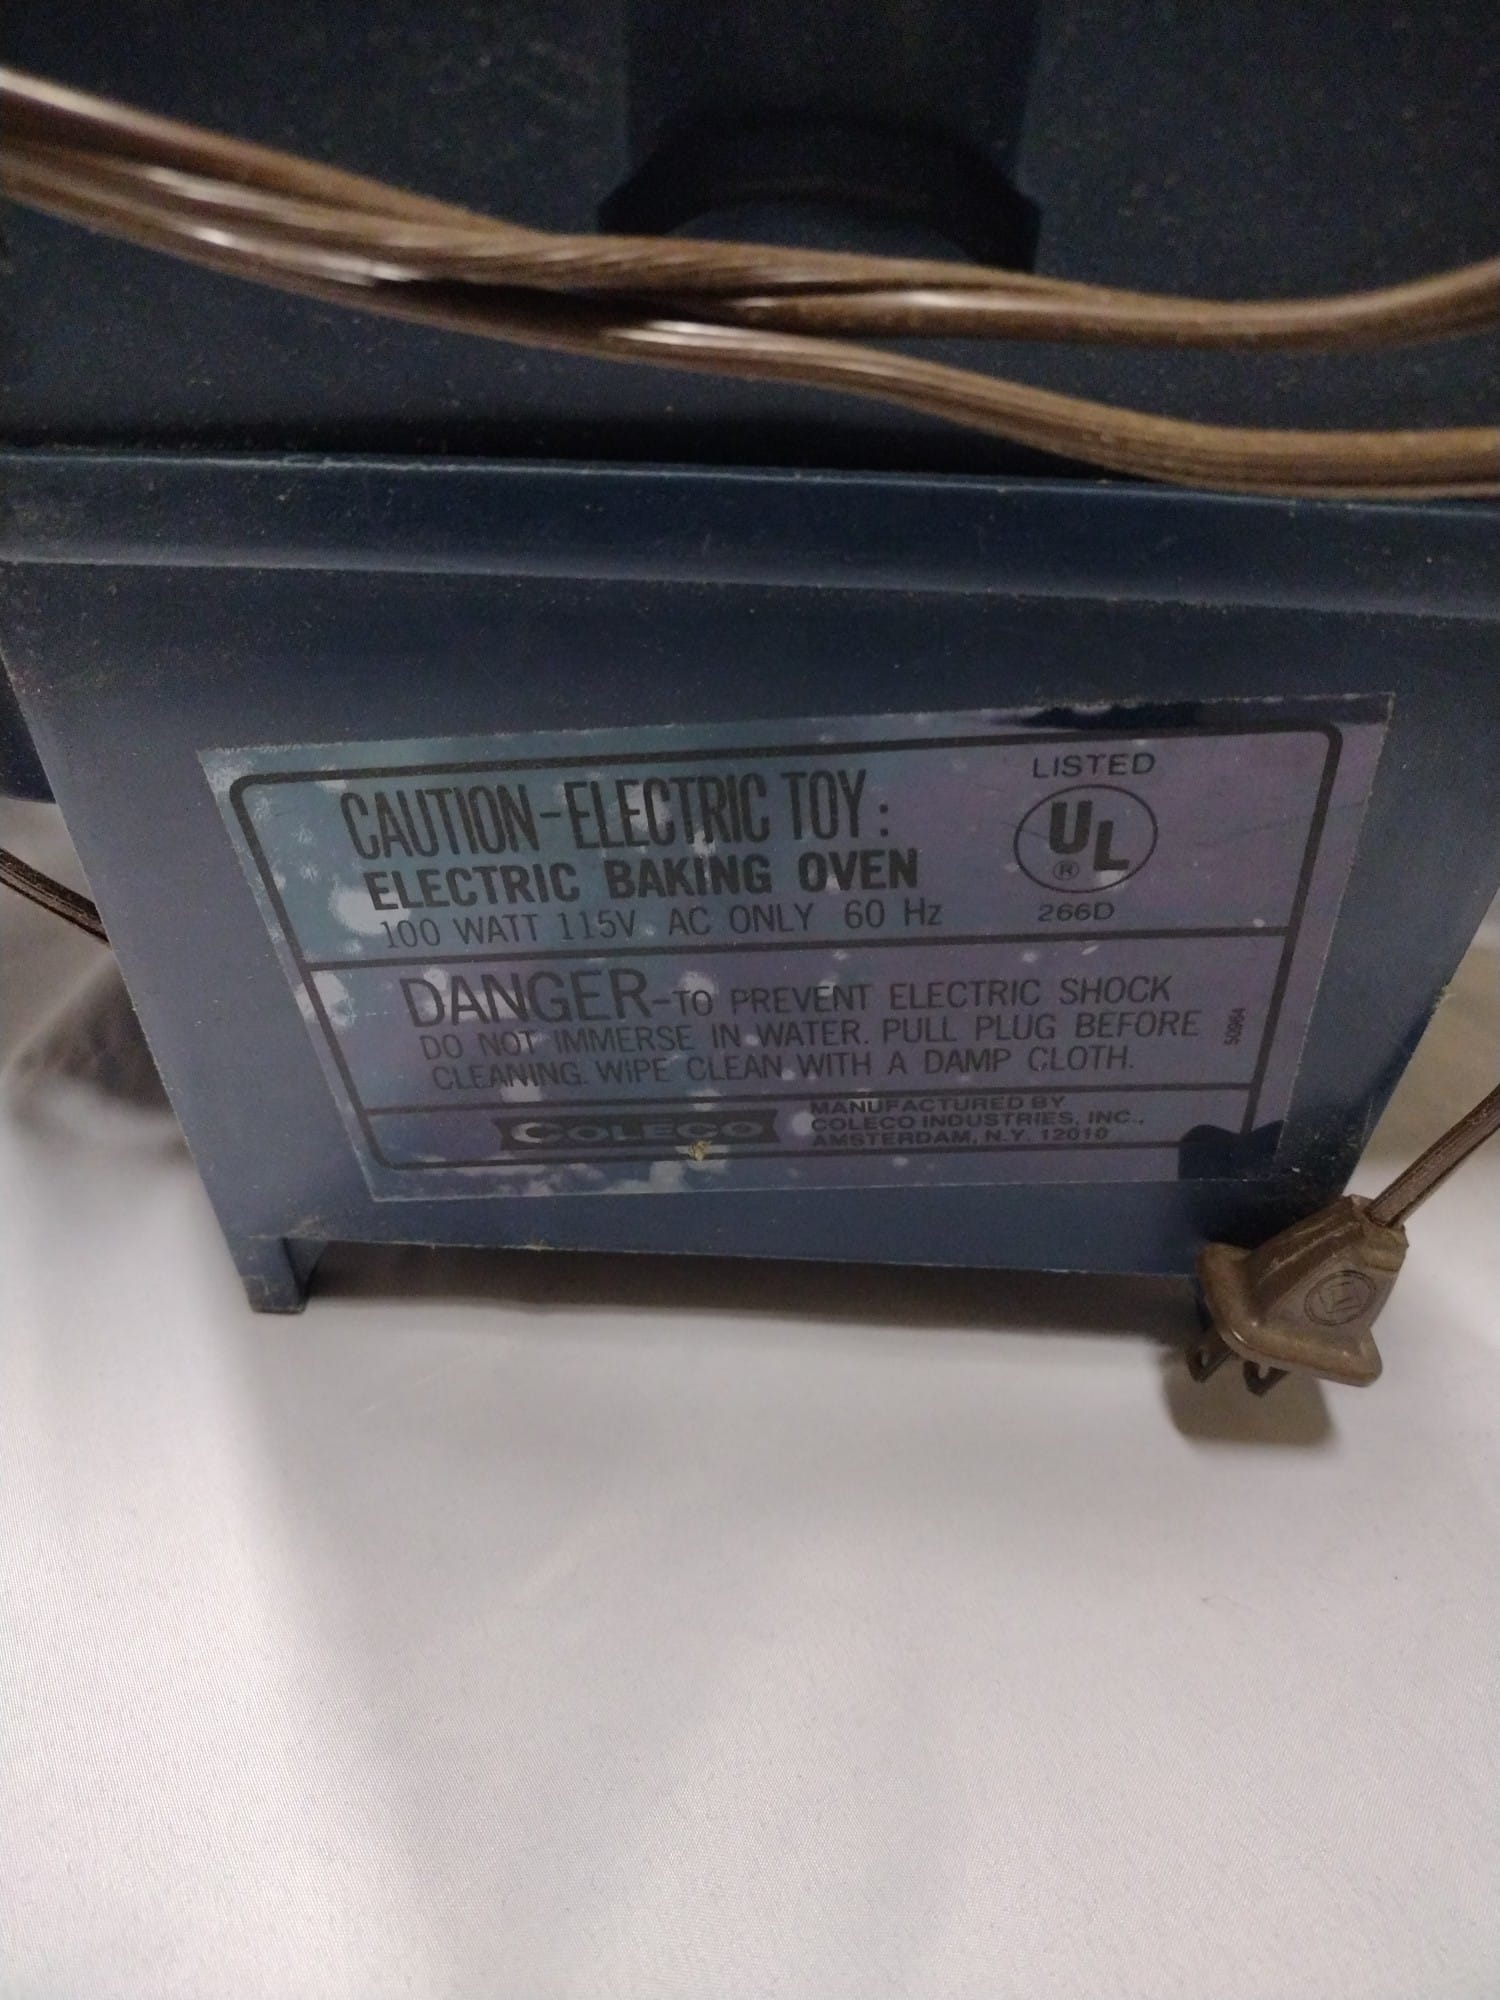 CAUTION-ELECTRIC TOY:
ELECTRIC BAKING OVEN
100 WATT 115V AC ONLY 60 Hz
LISTED
UL
®
266D
DANGER-TO PREVENT ELECTRIC SHOCK
DO NOT IMMERSE IN WATER. PULL PLUG BEFORE
CLEANING. WIPE CLEAN WITH A DAMP CLOTH.
50964
COLECO
MANUFACTURED BY
COLECO INDUSTRIES, INC.,
AMSTERDAM, N.Y. 12010